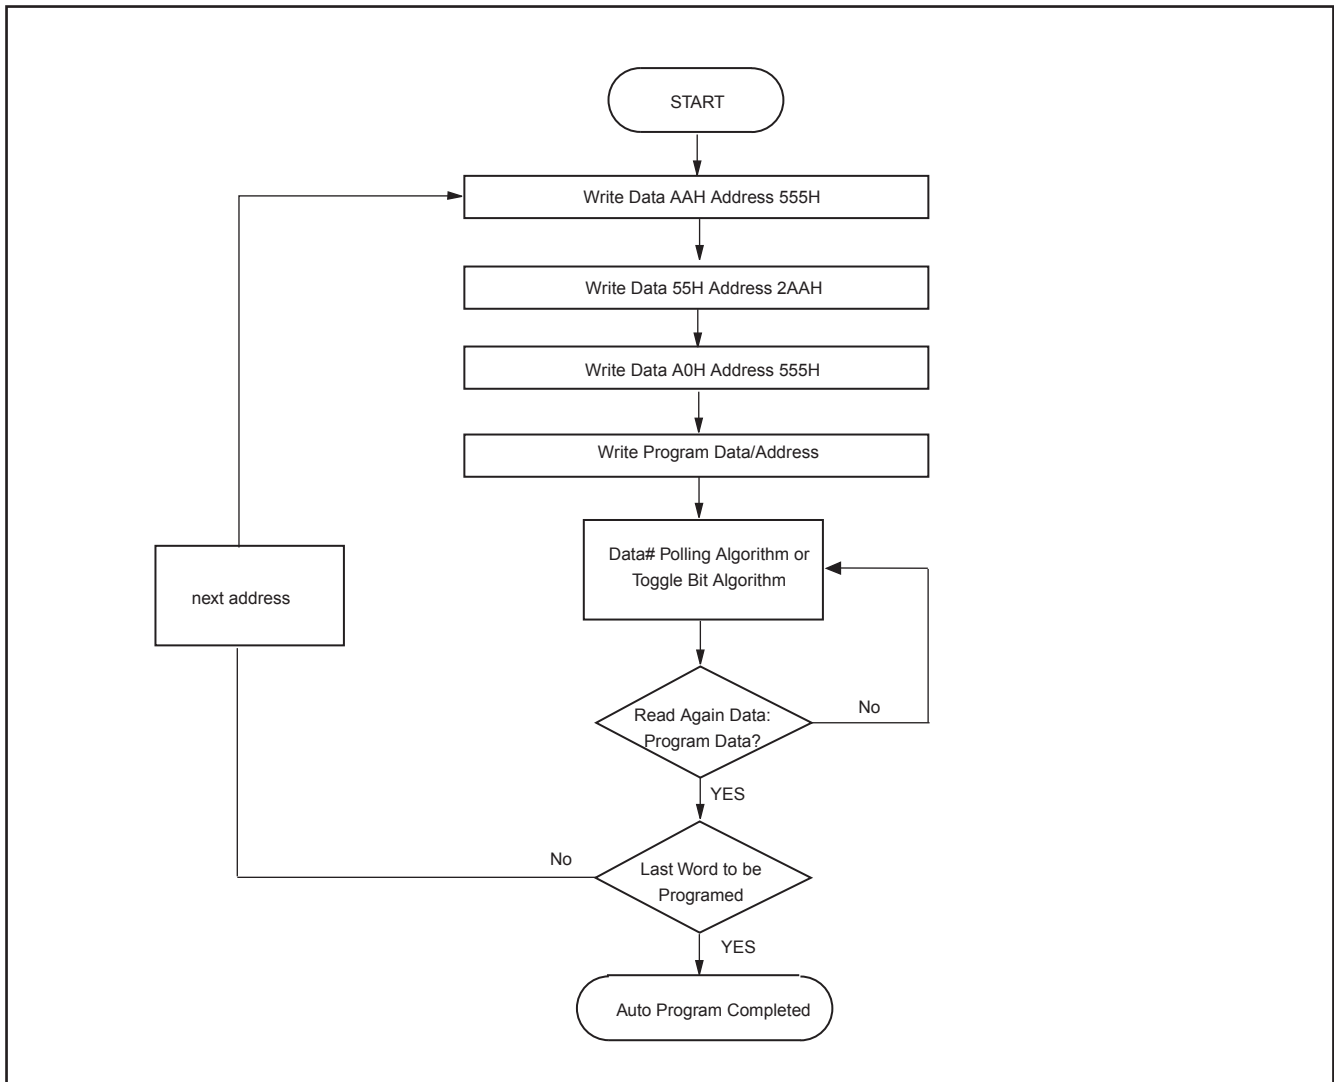 START
Write Data AAH Address 555H
Write Data 55H Address 2AAH
Write Data A0H Address 555H
Write Program Data/Address
Data# Polling Algorithm or
Toggle Bit Algorithm
next address
Read Again Data:
Program Data?
No
YES
No
Last Word to be
Programed
YES
Auto Program Completed